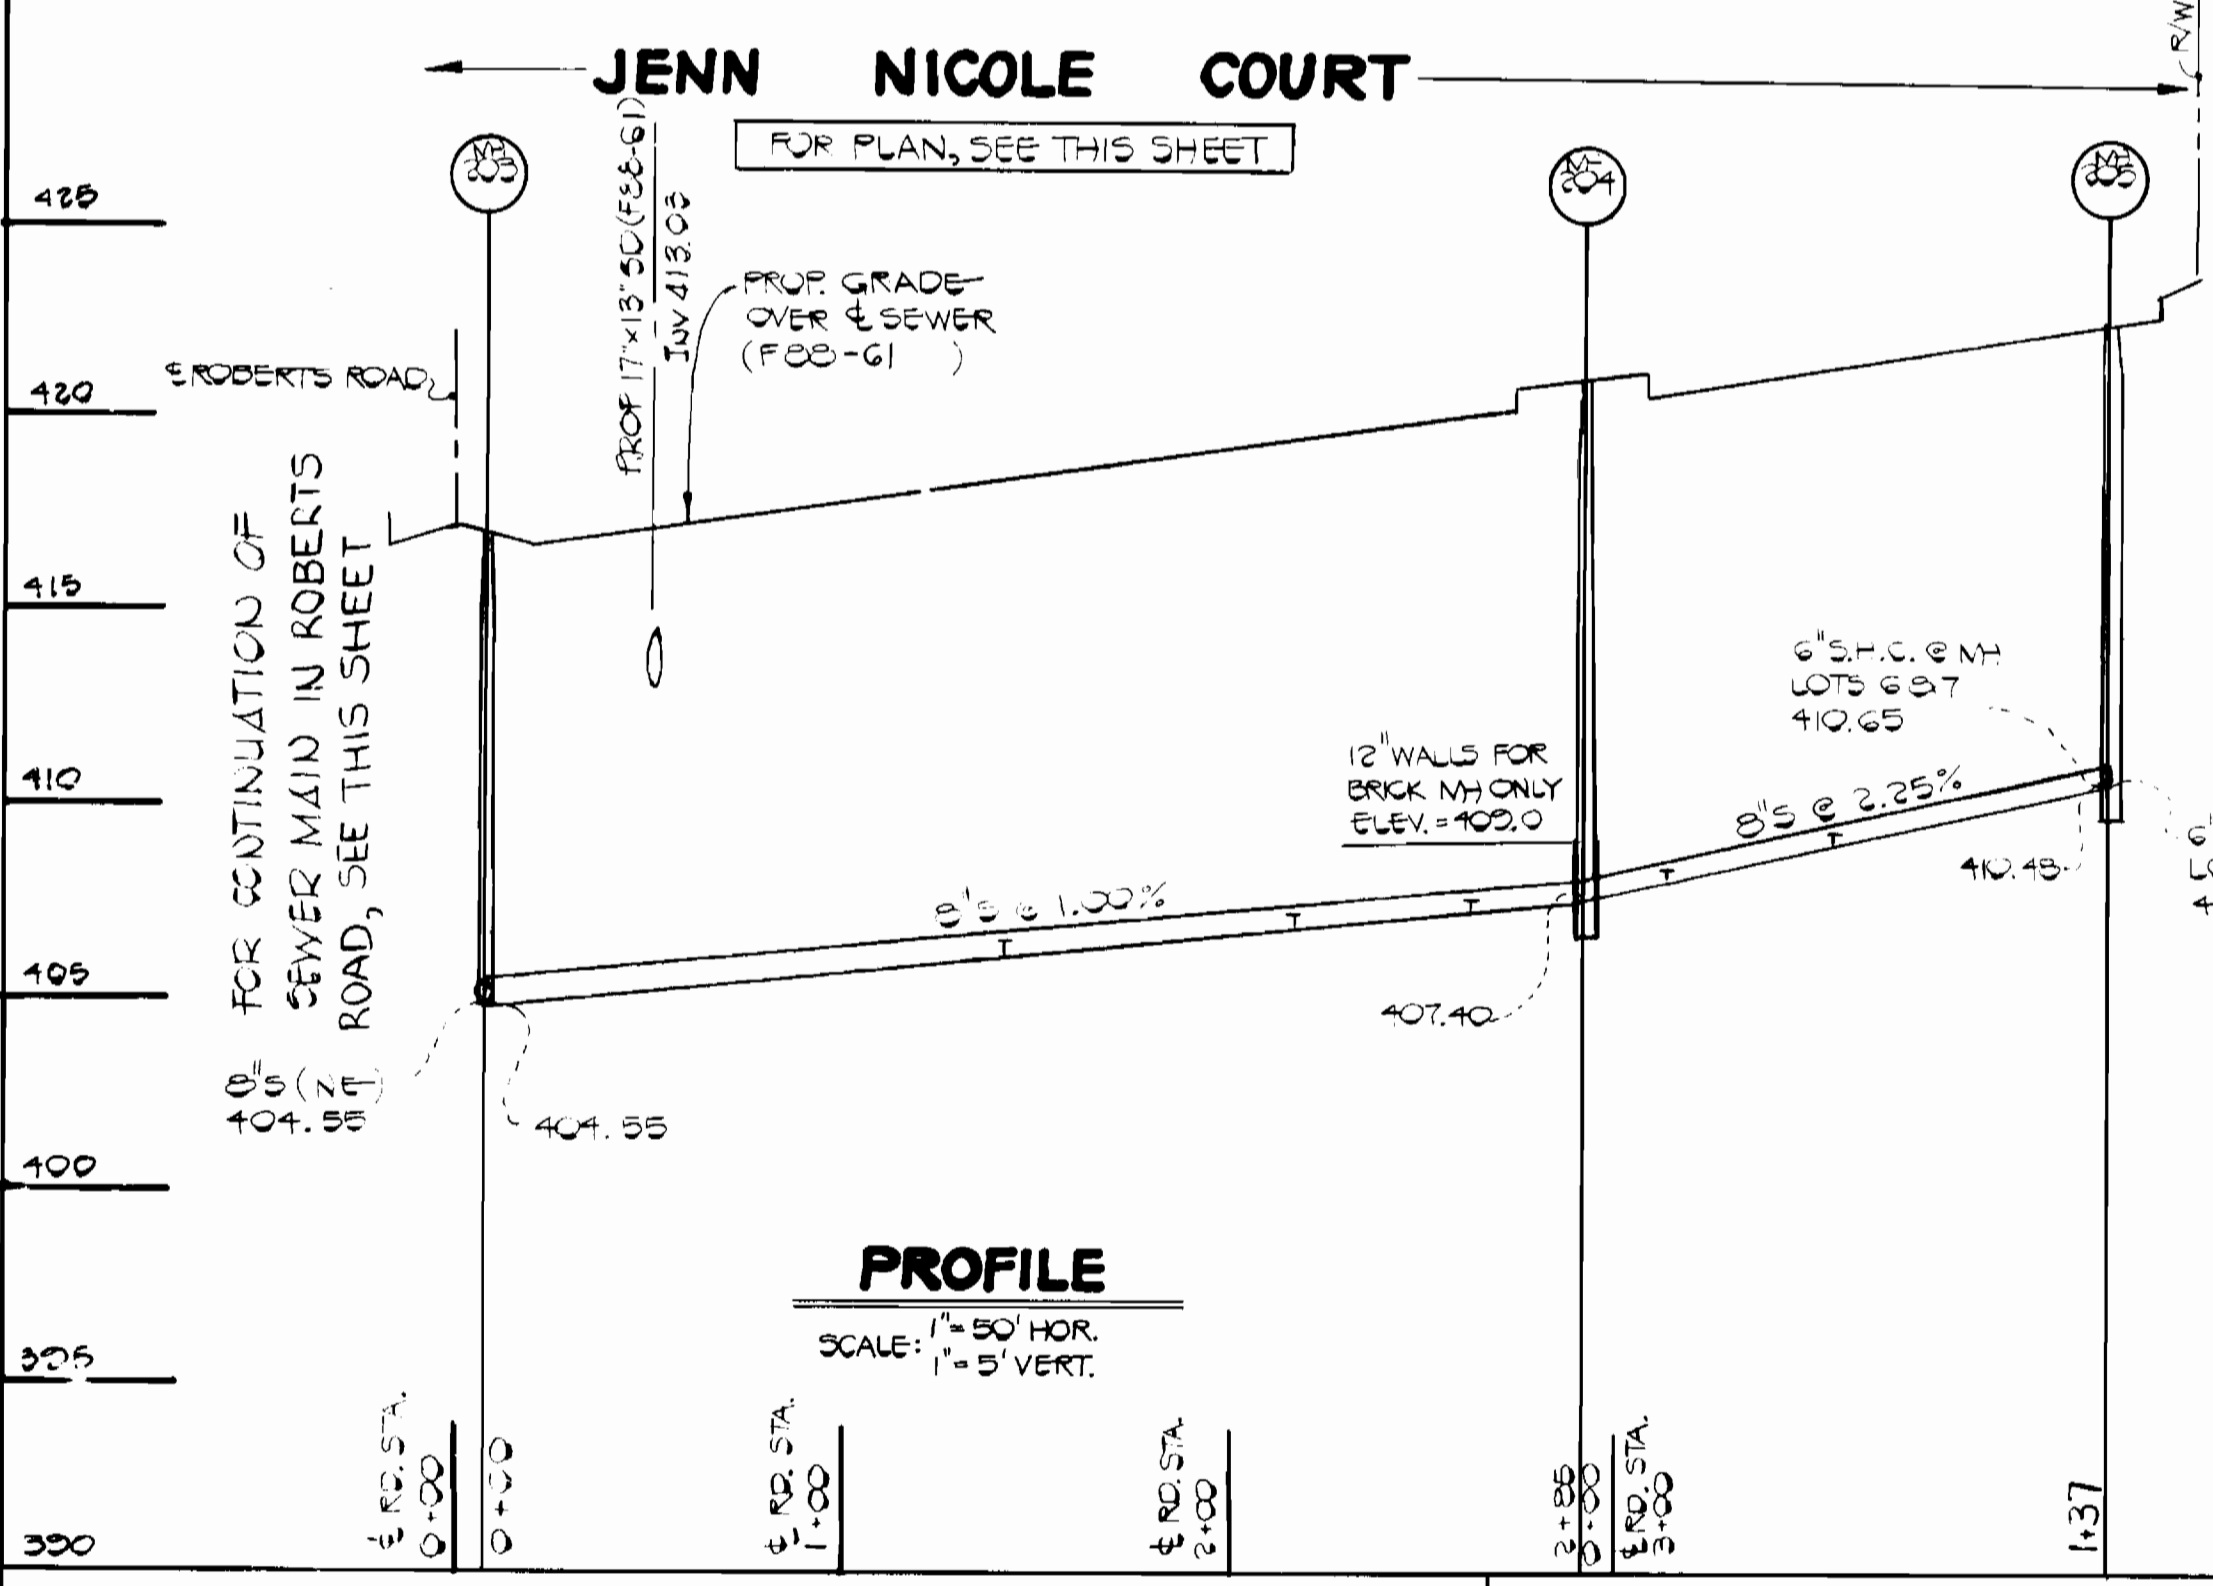 JENN NICOLE COURT
FOR PLAN, SEE THIS SHEET
R/W
MH 203
MH 204
MH 205
425
420
415
410
405
400
395
390
℄ ROBERTS ROAD
PROF 17"x13" SD (F88-61)
INV 413.03
PROP. GRADE
OVER ℄ SEWER
(F88-61 )
FOR CONTINUATION OF
SEWER MAIN IN ROBERTS
ROAD, SEE THIS SHEET
6" S.H.C. @ MH
LOTS 6&7
410.65
12" WALLS FOR
BRICK MH ONLY
ELEV. = 409.0
8"S @ 2.25%
8"S @ 1.00%
410.48
6"
LO
4
407.40
8"S (NE)
404.55
404.55
PROFILE
SCALE: 1"=50' HOR.
1"=5' VERT.
℄ RD. STA.
0+00
0+00
℄ RD. STA.
1+00
℄ RD. STA.
2+00
2+85
0+00
℄ RD. STA.
3+00
1+37